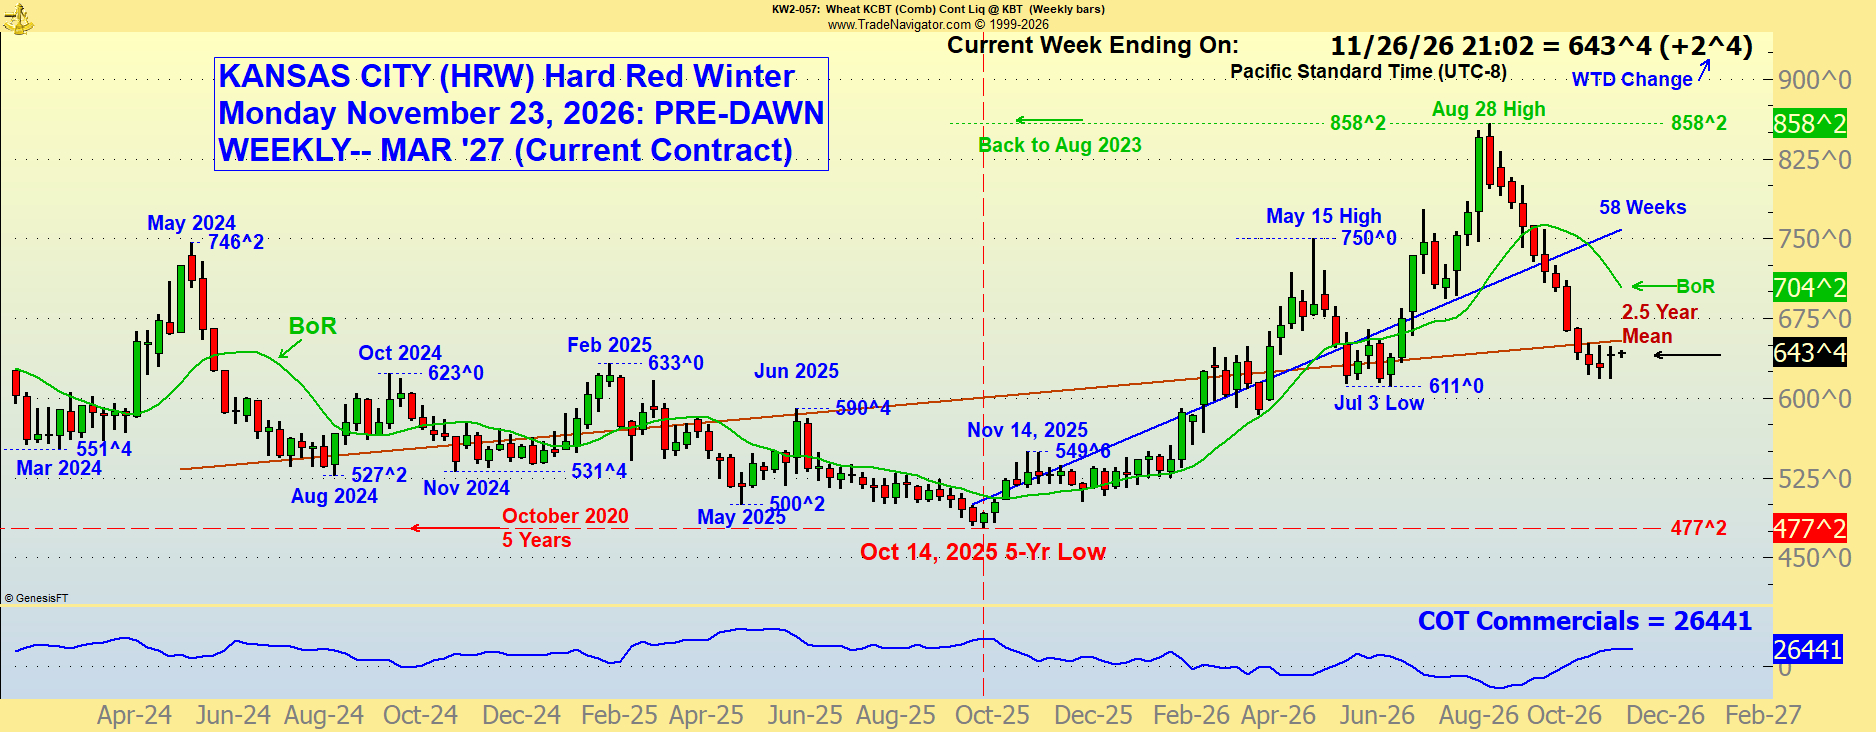 KW2-057: Wheat KCBT (Comb) Cont Liq @ KBT (Weekly bars)
www.TradeNavigator.com © 1999-2026
Current Week Ending On: 11/26/26 21:02 = 643^4 (+2^4)
Pacific Standard Time (UTC-8)
WTD Change
KANSAS CITY (HRW) Hard Red Winter
Monday November 23, 2026: PRE-DAWN
WEEKLY-- MAR '27 (Current Contract)
900^0
Aug 28 High
858^2
858^2
858^2
Back to Aug 2023
825^0
May 2024
746^2
May 15 High
750^0
58 Weeks
750^0
BoR
704^2
2.5 Year
Mean
675^0
BoR
Oct 2024
623^0
Feb 2025
633^0
Jun 2025
590^4
643^4
611^0
Jul 3 Low
600^0
Nov 14, 2025
549^6
551^4
Mar 2024
527^2
Aug 2024
531^4
Nov 2024
500^2
May 2025
525^0
October 2020
5 Years
477^2
477^2
Oct 14, 2025 5-Yr Low
450^0
© GenesisFT
COT Commercials = 26441
26441
0
Apr-24 Jun-24 Aug-24 Oct-24 Dec-24 Feb-25 Apr-25 Jun-25 Aug-25 Oct-25 Dec-25 Feb-26 Apr-26 Jun-26 Aug-26 Oct-26 Dec-26 Feb-27